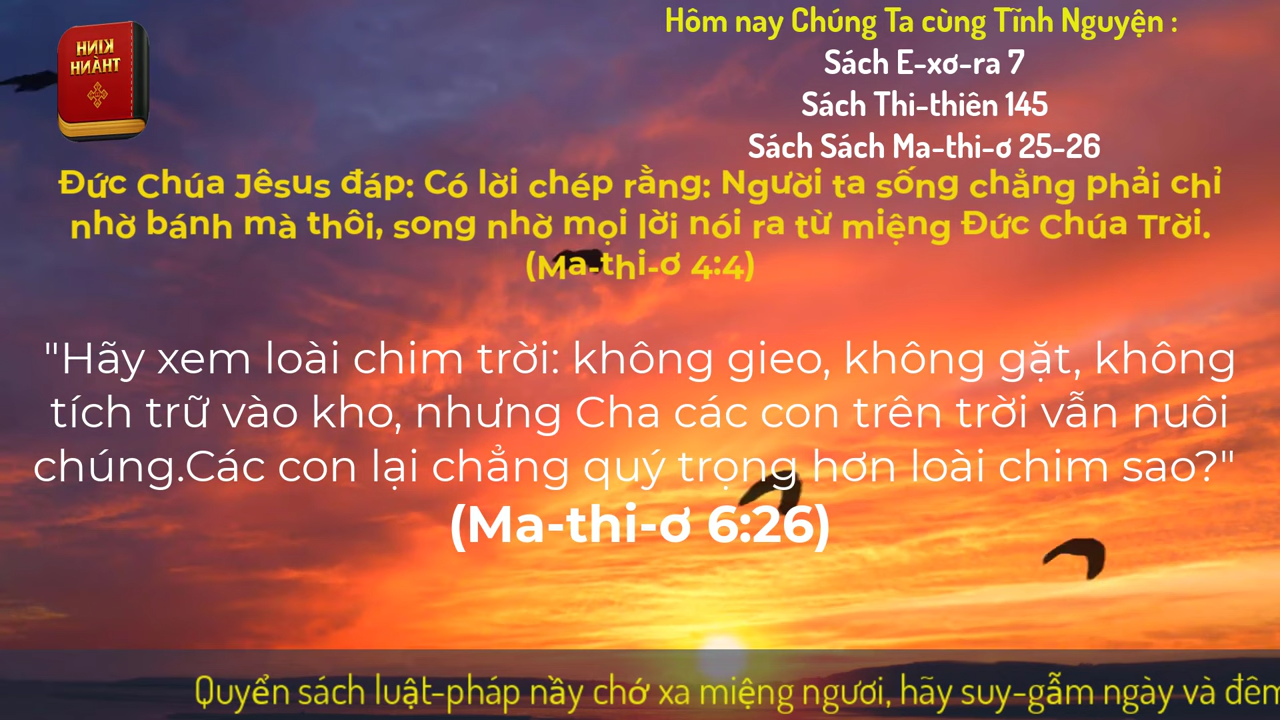 KINH
THÁNH
Hôm nay Chúng Ta cùng Tĩnh Nguyện :
Sách E-xơ-ra 7
Sách Thi-thiên 145
Sách Sách Ma-thi-ơ 25-26
Đức Chúa Jêsus đáp: Có lời chép rằng: Người ta sống chẳng phải chỉ
nhờ bánh mà thôi, song nhờ mọi lời nói ra từ miệng Đức Chúa Trời.
(Ma-thi-ơ 4:4)
"Hãy xem loài chim trời: không gieo, không gặt, không
tích trữ vào kho, nhưng Cha các con trên trời vẫn nuôi
chúng.Các con lại chẳng quý trọng hơn loài chim sao?"
(Ma-thi-ơ 6:26)
Quyển sách luật-pháp nầy chớ xa miệng ngươi, hãy suy-gẫm ngày và đêm